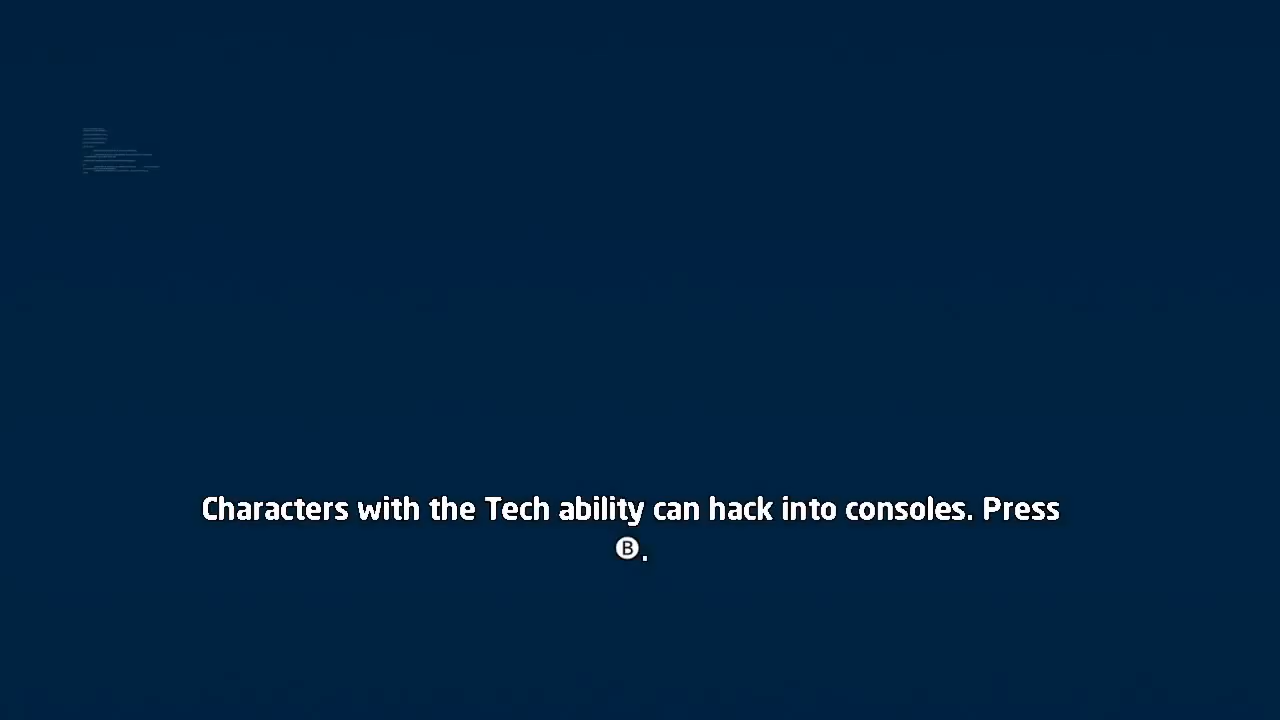 Characters with the Tech ability can hack into consoles. Press
B.